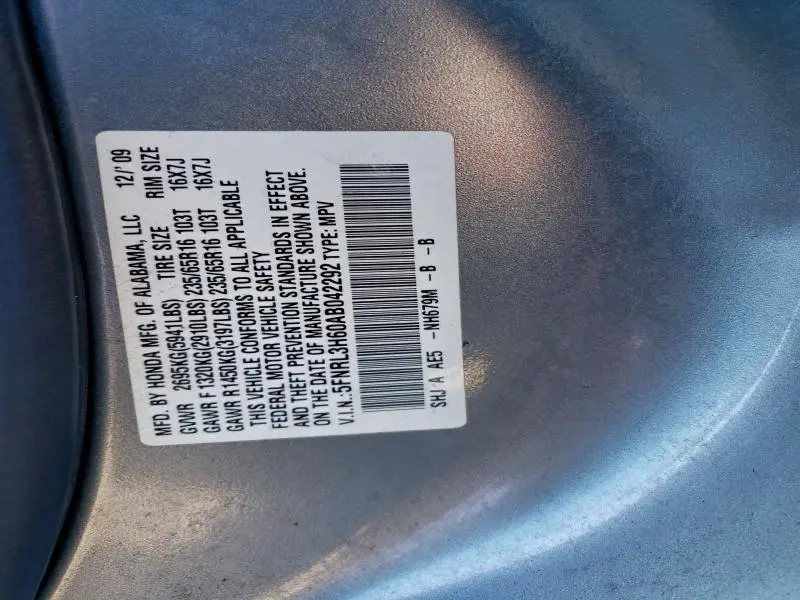 MFD. BY HONDA MFG. OF ALABAMA, LLC 12/'09
GVWR 2695KG(5941LBS) TIRE SIZE RIM SIZE
GAWR F 1320KG(2910LBS) 235/65R16 103T 16X7J
GAWR R1450KG(3197LBS) 235/65R16 103T 16X7J
THIS VEHICLE CONFORMS TO ALL APPLICABLE
FEDERAL MOTOR VEHICLE SAFETY
AND THEFT PREVENTION STANDARDS IN EFFECT
ON THE DATE OF MANUFACTURE SHOWN ABOVE.
V.I.N.:5FNRL3H60AB042292 TYPE: MPV
SHJ A AE5 -NH679M -B -B